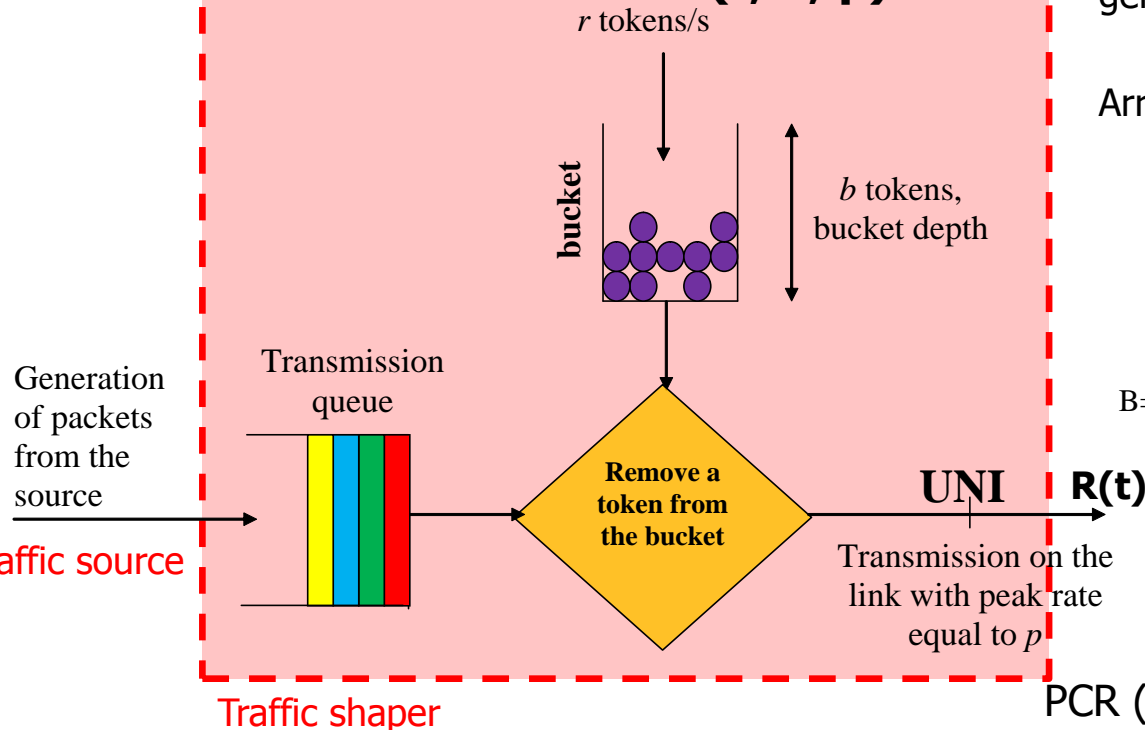 r tokens/s
bucket
b tokens,
bucket depth
Transmission
queue
Generation
of packets
from the
source
Remove a
token from
the bucket
UNI
R(t)
Transmission on the
link with peak rate
equal to p
affic source
Traffic shaper
PCR (
Arr
B=